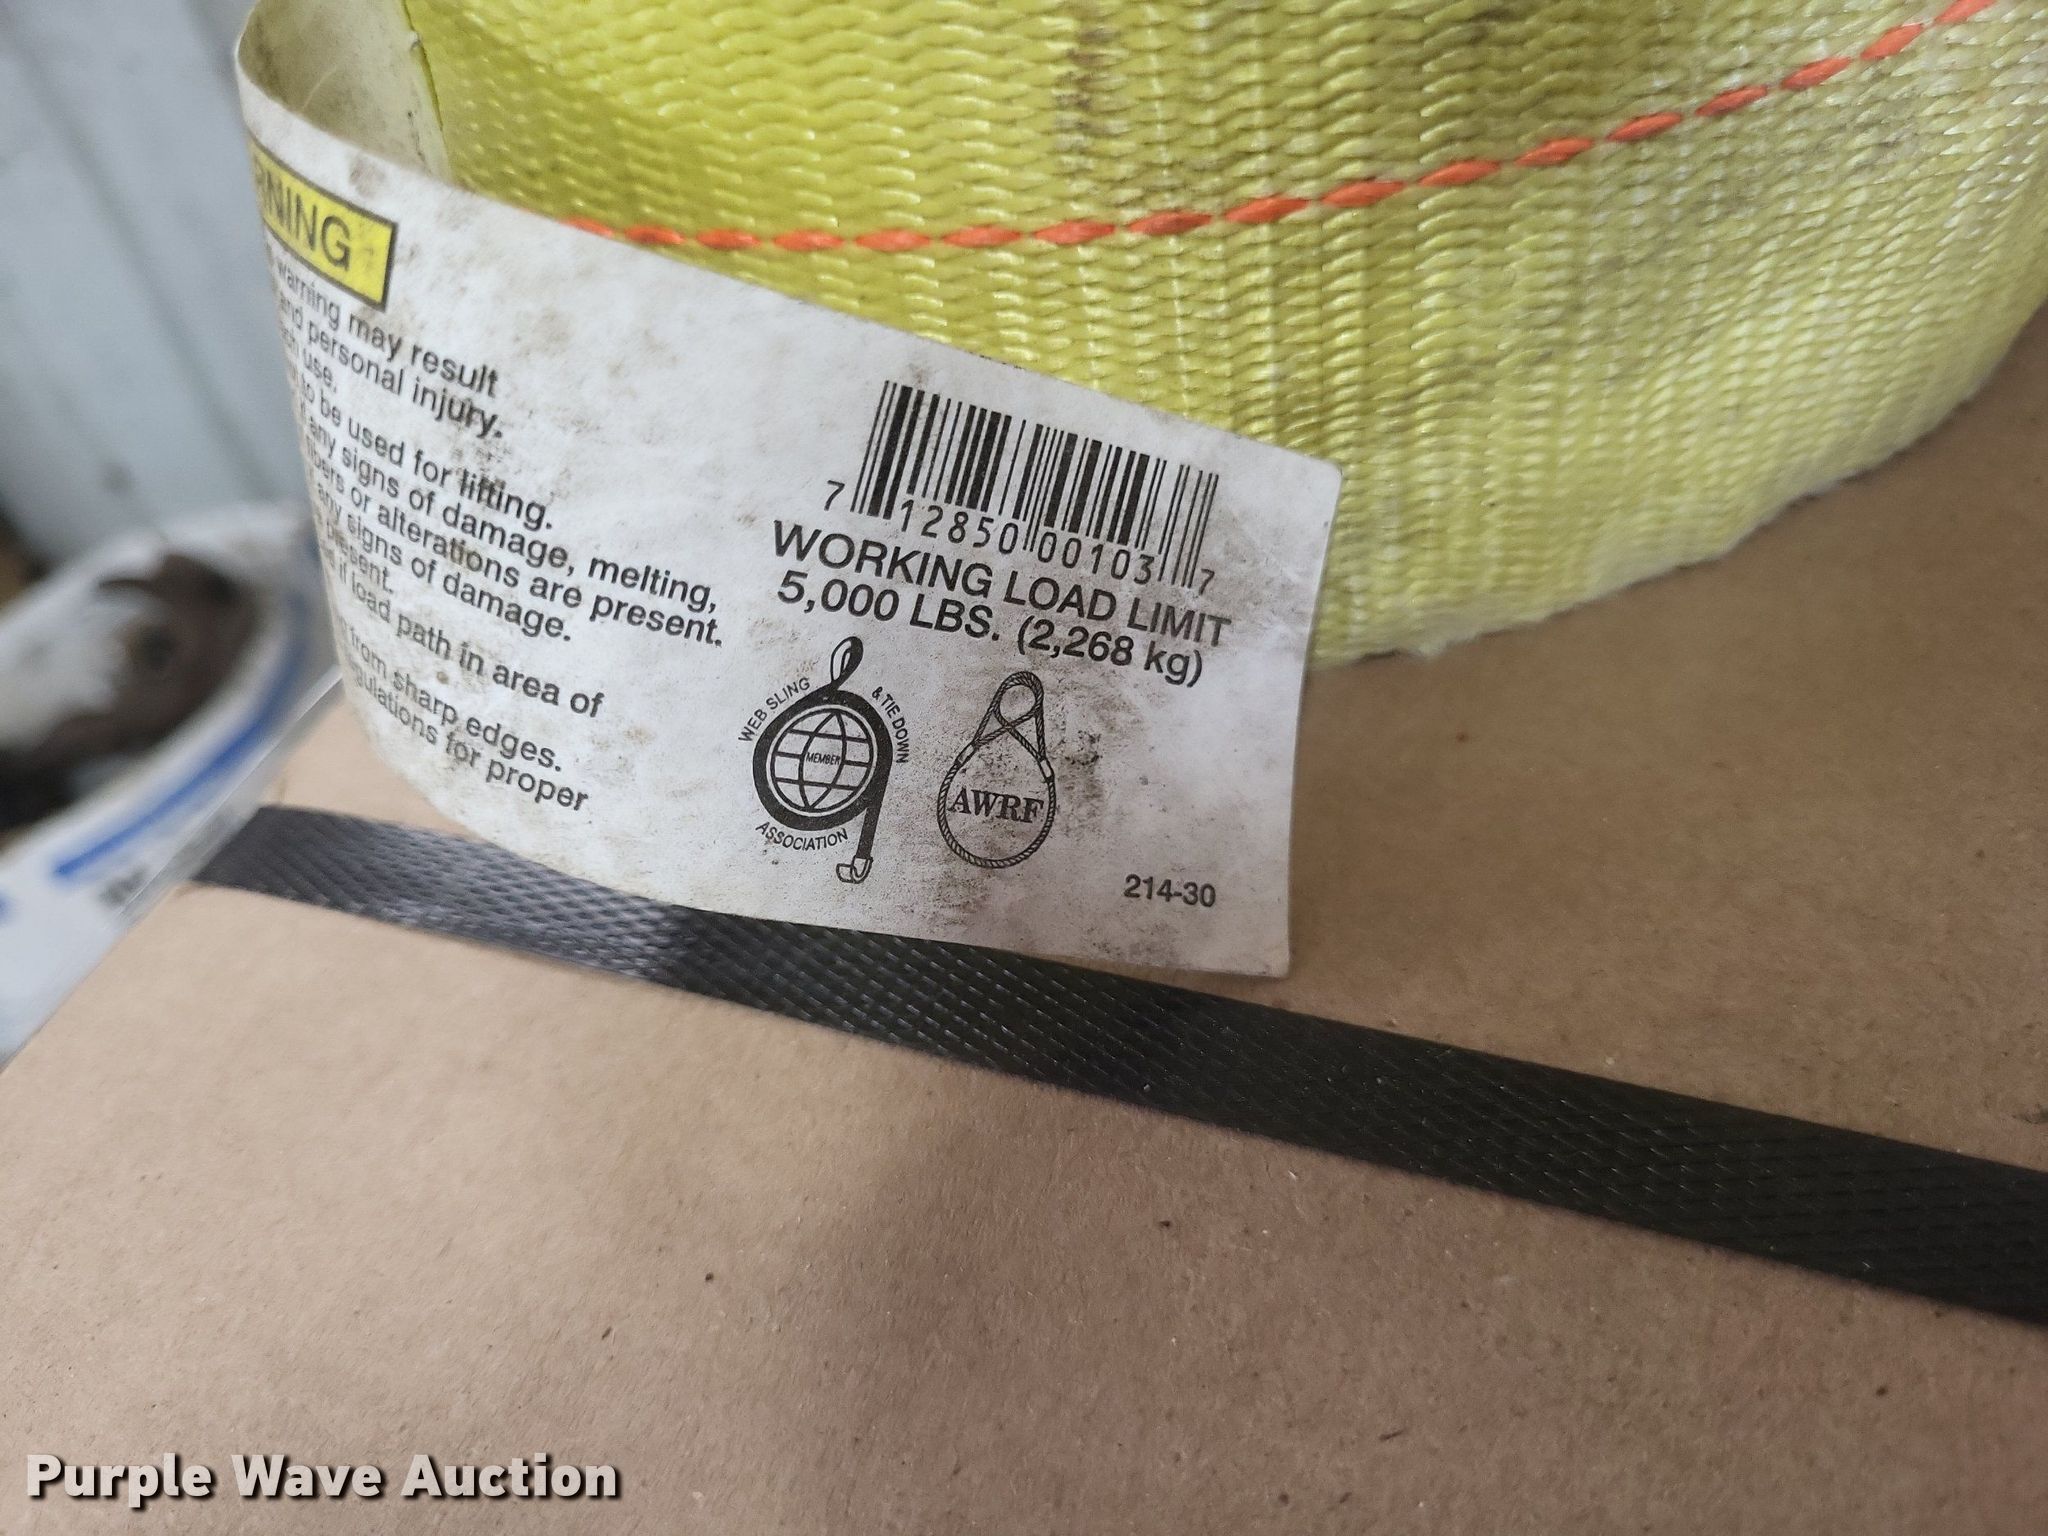 warning may result
and personal injury.
use.
to be used for lifting.
any signs of damage, melting,
or alterations are present.
any signs of damage.
present.
if load path in area of
from sharp edges.
for proper
7 12850 00103 7
WORKING LOAD LIMIT
5,000 LBS. (2,268 kg)
WEB SLING & TIE DOWN
MEMBER
ASSOCIATION
AWRF
214-30
Purple Wave Auction